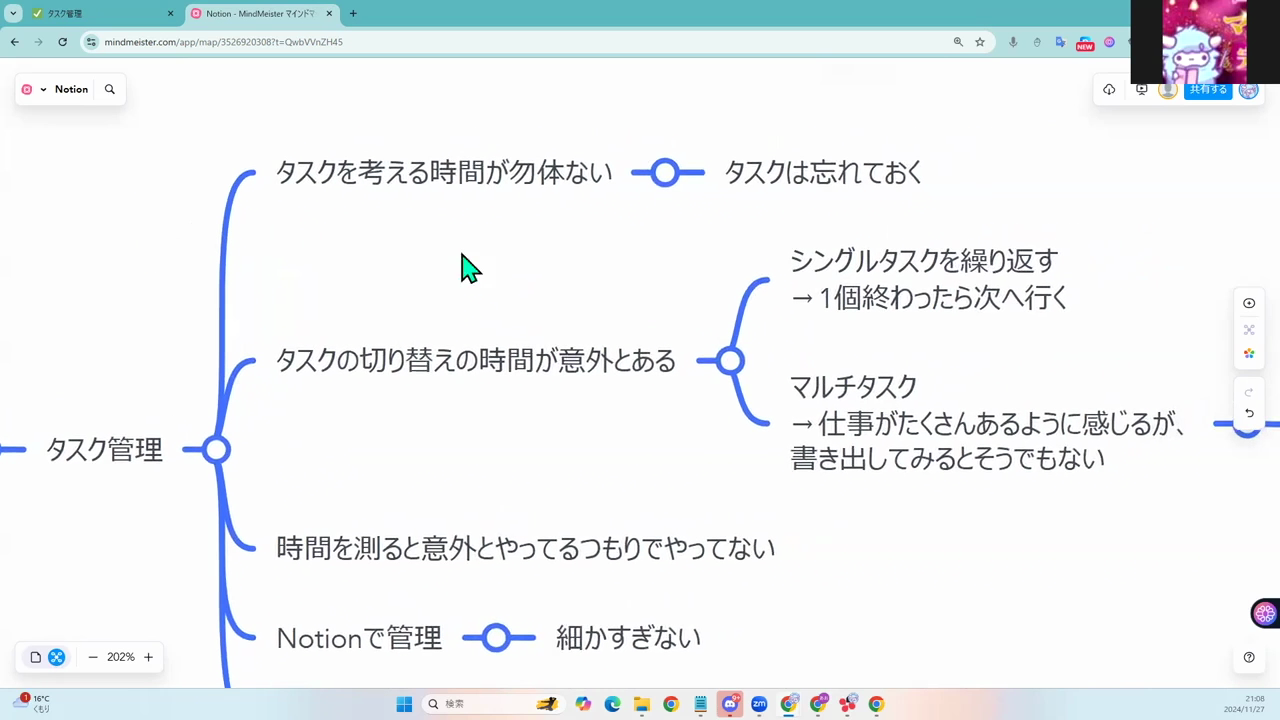 タスク管理
Notion - MindMeister マインドマ
mindmeister.com/app/map/3526920308?t=QwbVVnZH45
NEW
Notion
共有する
タスクを考える時間が勿体ない
タスクは忘れておく
シングルタスクを繰り返す
→ 1個終わったら次へ行く
タスクの切り替えの時間が意外とある
マルチタスク
→ 仕事がたくさんあるように感じるが、
書き出してみるとそうでもない
タスク管理
時間を測ると意外とやってるつもりでやってない
Notionで管理
細かすぎない
202%
1
16°C
くもり
検索
zm
21:08
2024/11/27